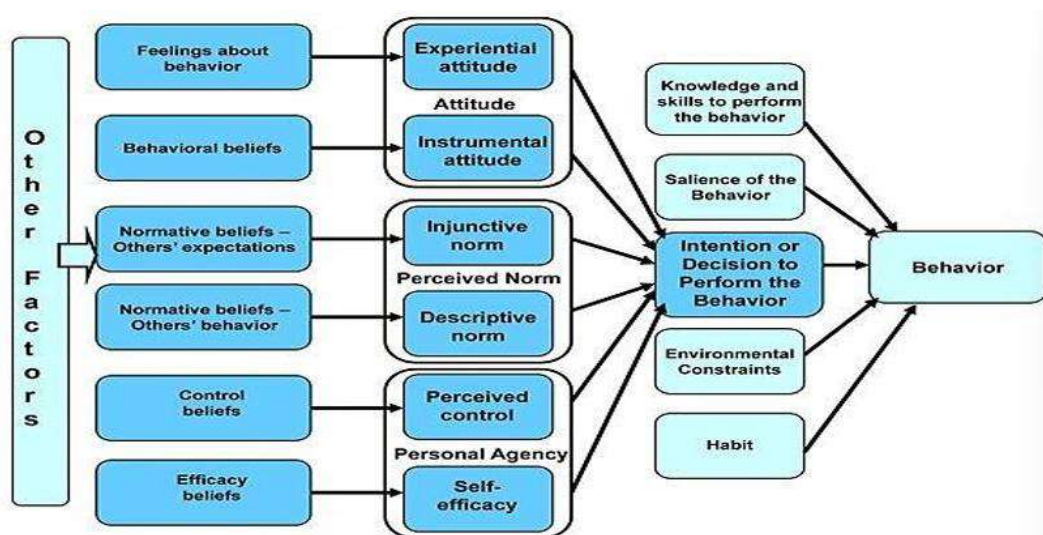 Other Factors
Feelings about
behavior
Behavioral beliefs
Normative beliefs –
Others' expectations
Normative beliefs –
Others' behavior
Control
beliefs
Efficacy
beliefs
Experiential
attitude
Attitude
Instrumental
attitude
Injunctive
norm
Perceived Norm
Descriptive
norm
Perceived
control
Personal Agency
Self-
efficacy
Knowledge and
skills to perform
the behavior
Salience of the
Behavior
Intention or
Decision to
Perform the
Behavior
Environmental
Constraints
Habit
Behavior